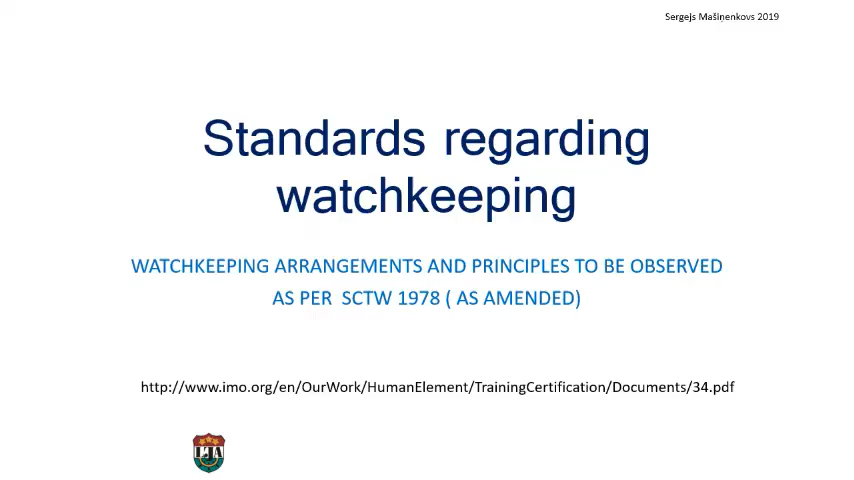 Sergejs Mašiņenkovs 2019
Standards regarding
watchkeeping
WATCHKEEPING ARRANGEMENTS AND PRINCIPLES TO BE OBSERVED
AS PER SCTW 1978 ( AS AMENDED)
http://www.imo.org/en/OurWork/HumanElement/TrainingCertification/Documents/34.pdf
LJA